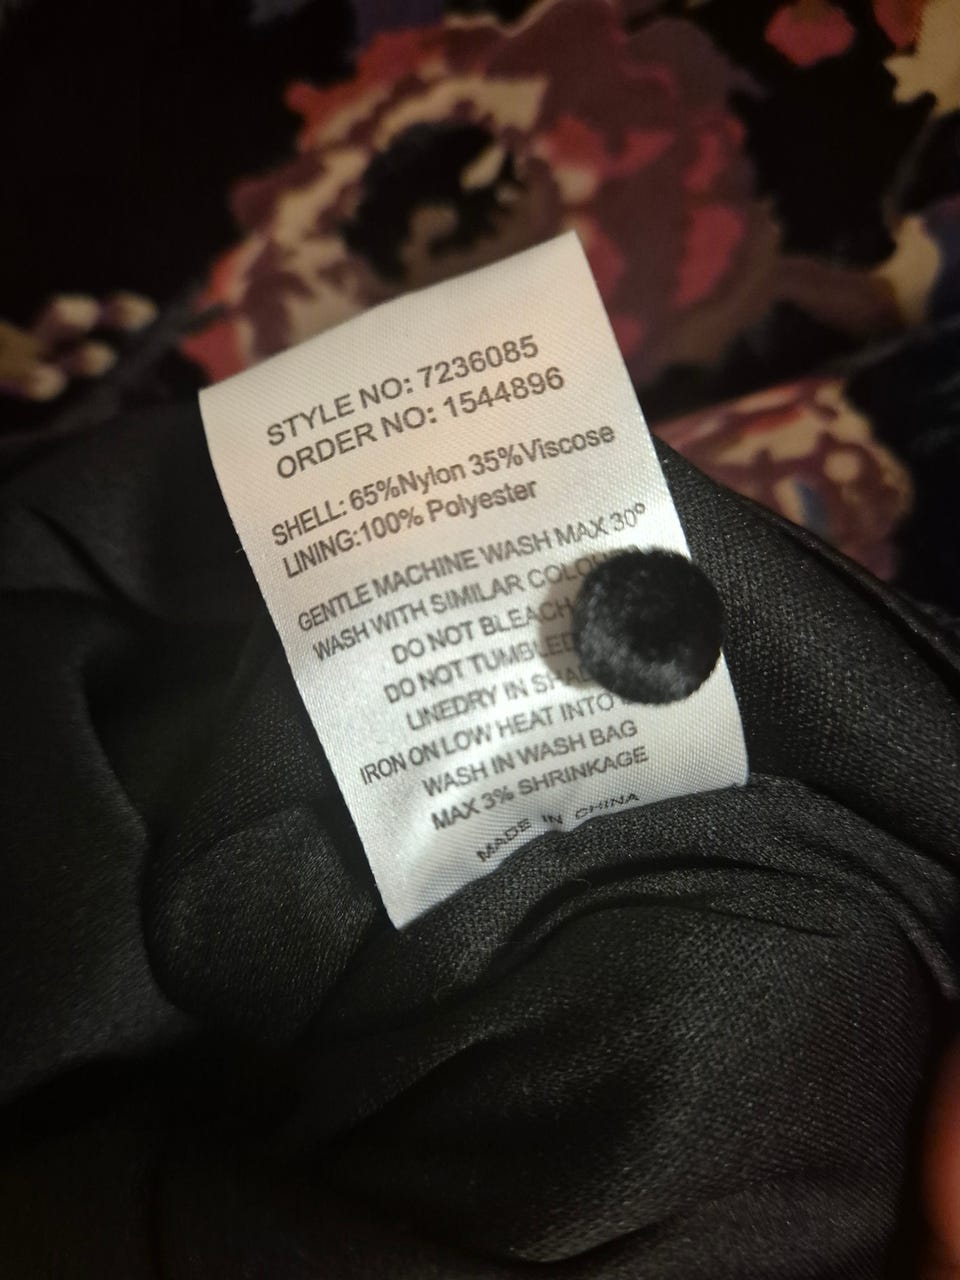 STYLE NO: 7236085
ORDER NO: 1544896
SHELL: 65%Nylon 35%Viscose
LINING:100% Polyester
GENTLE MACHINE WASH MAX 30º
WASH WITH SIMILAR
DO NOT BLEACH
DO NOT
LINEDRY IN
IRON ON LOW HEAT INTO
WASH IN WASH BAG
MAX 3% SHRINKAGE
MADE IN CHINA